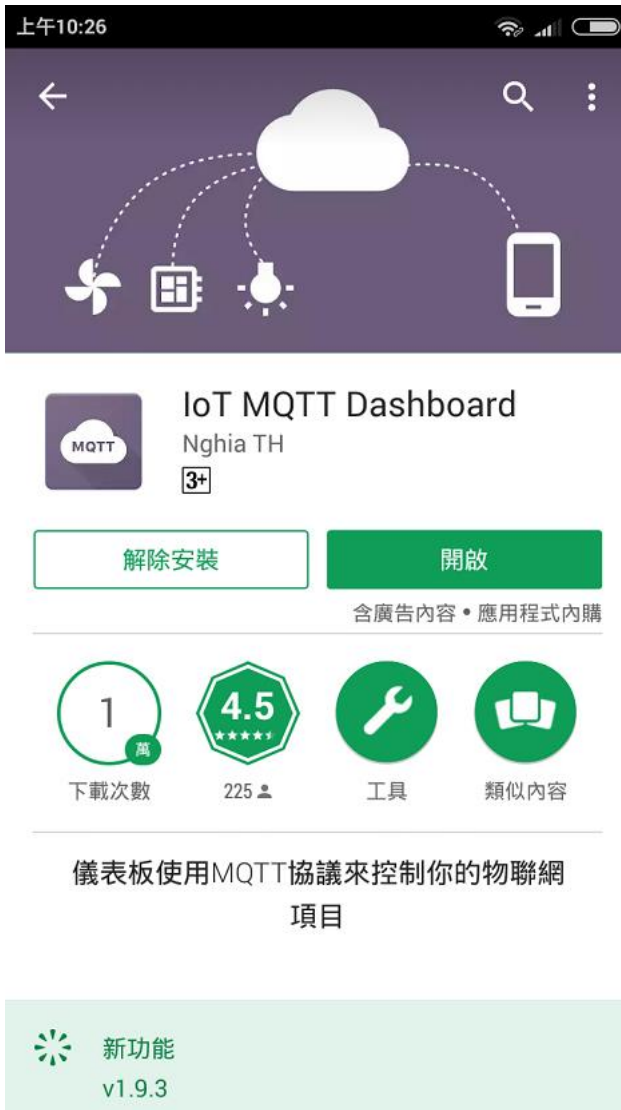 上午10:26
MQTT
IoT MQTT Dashboard
Nghia TH
3+
解除安裝
開啟
含廣告內容 • 應用程式內購
1
萬
4.5
下載次數
225
工具
類似內容
儀表板使用MQTT協議來控制你的物聯網
項目
新功能
v1.9.3